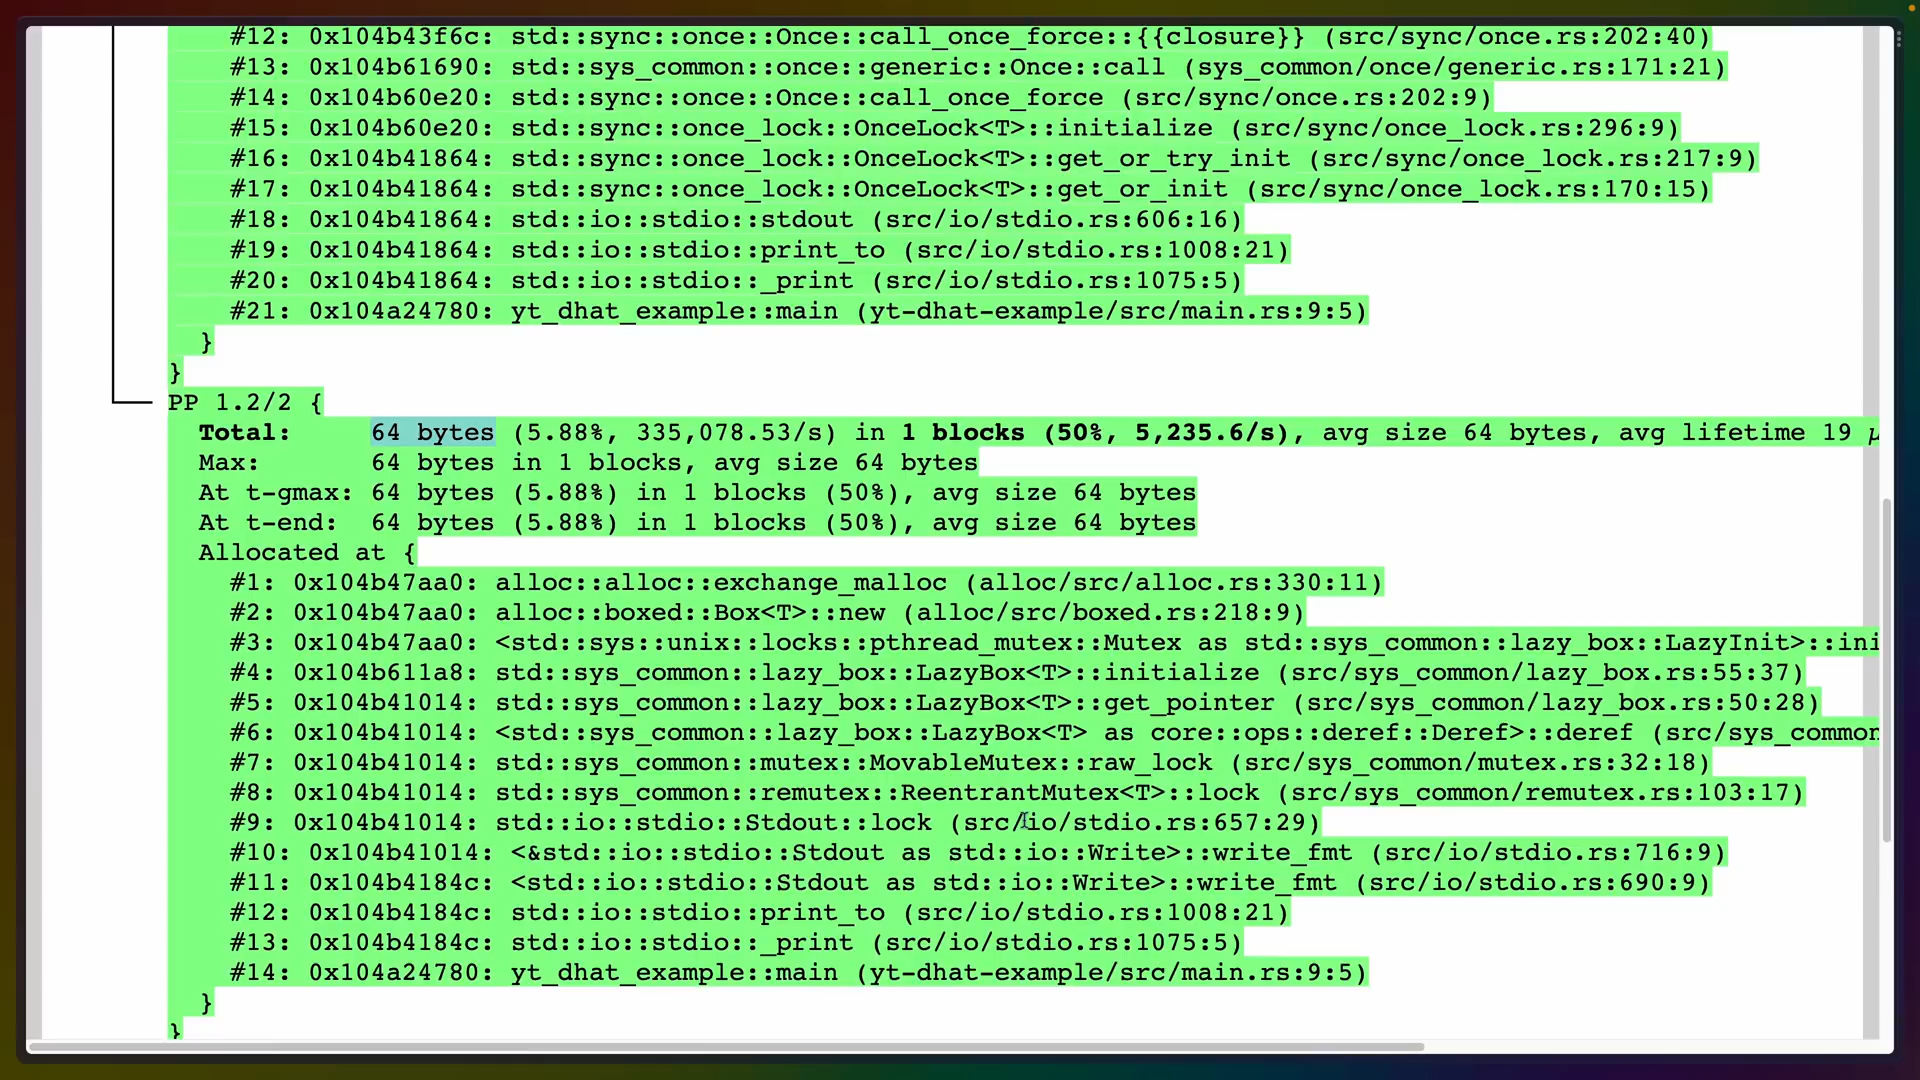 #12: 0x104b43f6c: std::sync::once::Once::call_once_force::{{closure}} (src/sync/once.rs:202:40)
#13: 0x104b61690: std::sys_common::once::generic::Once::call (sys_common/once/generic.rs:171:21)
#14: 0x104b60e20: std::sync::once::Once::call_once_force (src/sync/once.rs:202:9)
#15: 0x104b60e20: std::sync::once_lock::OnceLock<T>::initialize (src/sync/once_lock.rs:296:9)
#16: 0x104b41864: std::sync::once_lock::OnceLock<T>::get_or_try_init (src/sync/once_lock.rs:217:9)
#17: 0x104b41864: std::sync::once_lock::OnceLock<T>::get_or_init (src/sync/once_lock.rs:170:15)
#18: 0x104b41864: std::io::stdio::stdout (src/io/stdio.rs:606:16)
#19: 0x104b41864: std::io::stdio::print_to (src/io/stdio.rs:1008:21)
#20: 0x104b41864: std::io::stdio::_print (src/io/stdio.rs:1075:5)
#21: 0x104a24780: yt_dhat_example::main (yt-dhat-example/src/main.rs:9:5)
}
}
PP 1.2/2 {
Total: 64 bytes (5.88%, 335,078.53/s) in 1 blocks (50%, 5,235.6/s), avg size 64 bytes, avg lifetime 19 µ
Max: 64 bytes in 1 blocks, avg size 64 bytes
At t-gmax: 64 bytes (5.88%) in 1 blocks (50%), avg size 64 bytes
At t-end: 64 bytes (5.88%) in 1 blocks (50%), avg size 64 bytes
Allocated at {
#1: 0x104b47aa0: alloc::alloc::exchange_malloc (alloc/src/alloc.rs:330:11)
#2: 0x104b47aa0: alloc::boxed::Box<T>::new (alloc/src/boxed.rs:218:9)
#3: 0x104b47aa0: <std::sys::unix::locks::pthread_mutex::Mutex as std::sys_common::lazy_box::LazyInit>::ini
#4: 0x104b611a8: std::sys_common::lazy_box::LazyBox<T>::initialize (src/sys_common/lazy_box.rs:55:37)
#5: 0x104b41014: std::sys_common::lazy_box::LazyBox<T>::get_pointer (src/sys_common/lazy_box.rs:50:28)
#6: 0x104b41014: <std::sys_common::lazy_box::LazyBox<T> as core::ops::deref::Deref>::deref (src/sys_common
#7: 0x104b41014: std::sys_common::mutex::MovableMutex::raw_lock (src/sys_common/mutex.rs:32:18)
#8: 0x104b41014: std::sys_common::remutex::ReentrantMutex<T>::lock (src/sys_common/remutex.rs:103:17)
#9: 0x104b41014: std::io::stdio::Stdout::lock (src/io/stdio.rs:657:29)
#10: 0x104b41014: <&std::io::stdio::Stdout as std::io::Write>::write_fmt (src/io/stdio.rs:716:9)
#11: 0x104b4184c: <std::io::stdio::Stdout as std::io::Write>::write_fmt (src/io/stdio.rs:690:9)
#12: 0x104b4184c: std::io::stdio::print_to (src/io/stdio.rs:1008:21)
#13: 0x104b4184c: std::io::stdio::_print (src/io/stdio.rs:1075:5)
#14: 0x104a24780: yt_dhat_example::main (yt-dhat-example/src/main.rs:9:5)
}
}